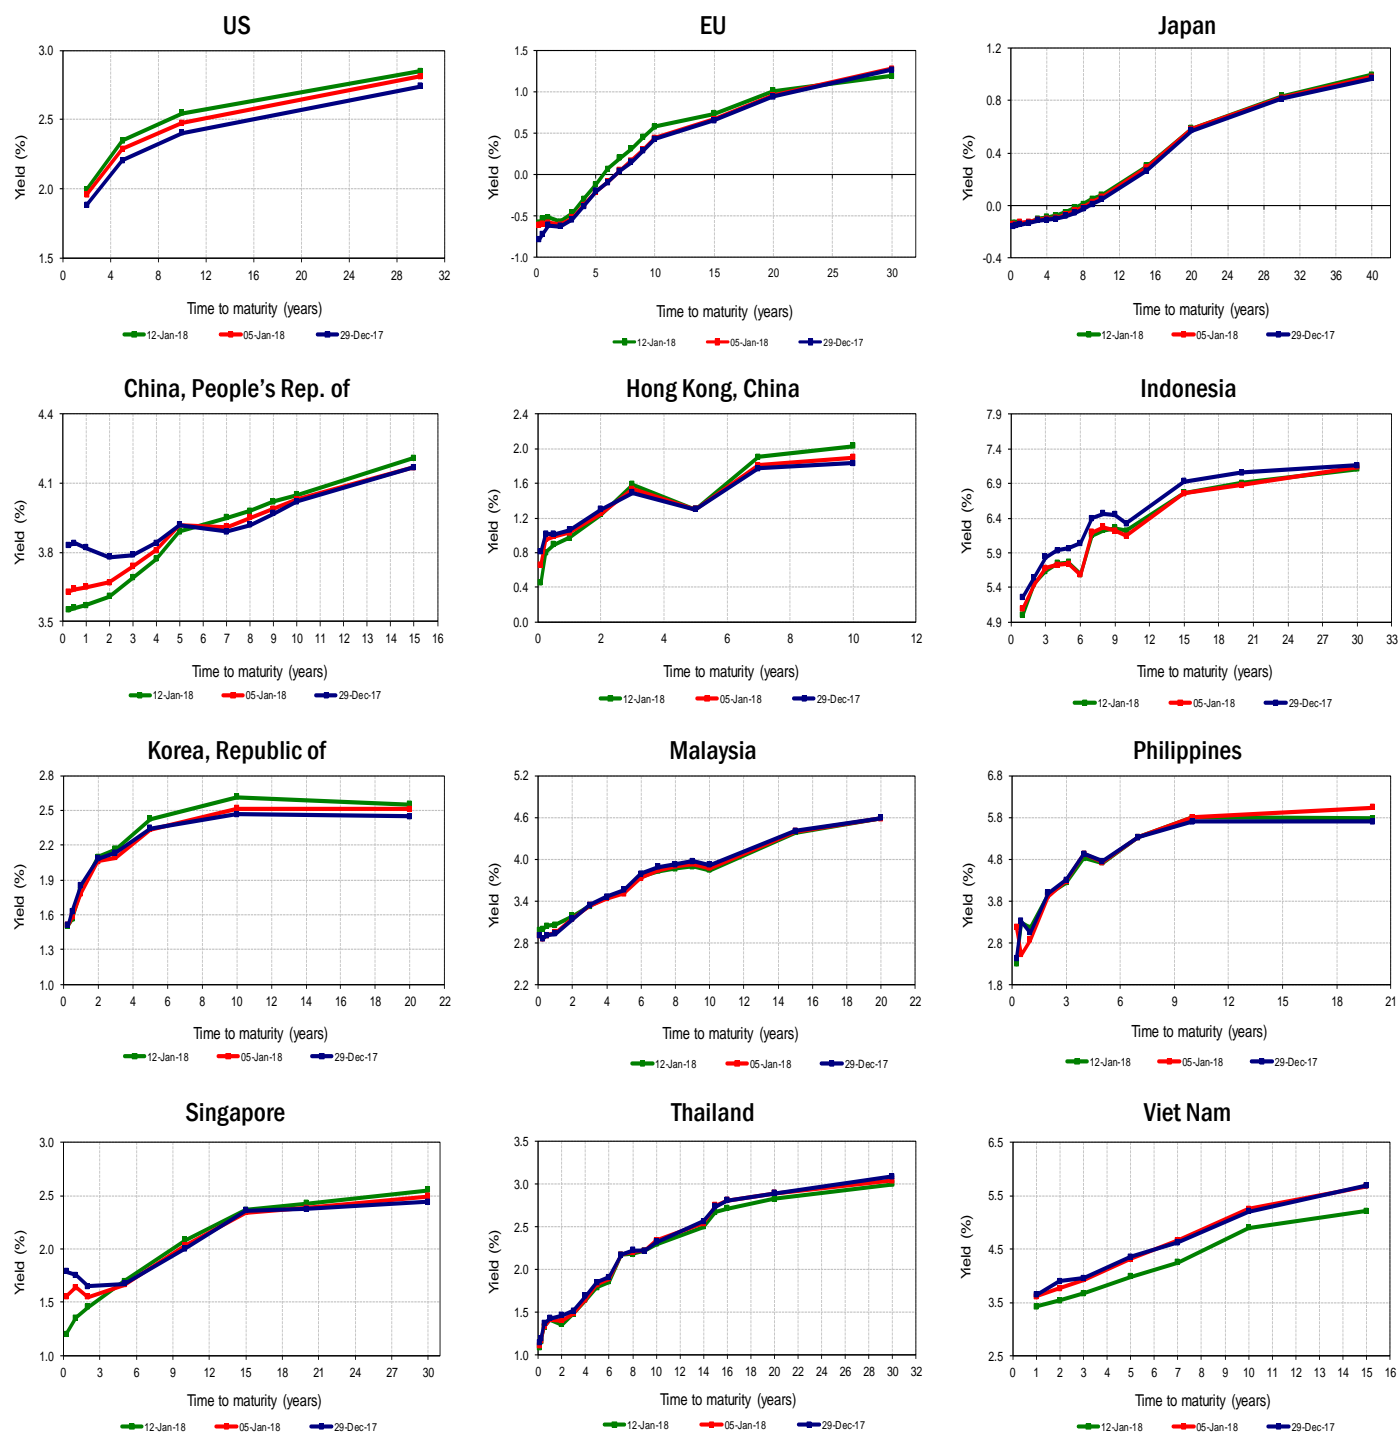 US
3.0
2.5
2.0
1.5
Yield (%)
0 4 8 12 16 20 24 28 32
Time to maturity (years)
12-Jan-18 05-Jan-18 29-Dec-17
EU
1.5
1.0
0.5
0.0
-0.5
-1.0
Yield (%)
0 5 10 15 20 25 30
Time to maturity (years)
12-Jan-18 05-Jan-18 29-Dec-17
Japan
1.2
0.8
0.4
0.0
-0.4
Yield (%)
0 4 8 12 16 20 24 28 32 36 40
Time to maturity (years)
12-Jan-18 05-Jan-18 29-Dec-17
China, People's Rep. of
4.4
4.1
3.8
3.5
Yield (%)
0 1 2 3 4 5 6 7 8 9 10 12 13 14 15 16
Time to maturity (years)
12-Jan-18 05-Jan-18 29-Dec-17
Hong Kong, China
2.4
2.0
1.6
1.2
0.8
0.4
0.0
Yield (%)
0 2 4 6 8 10 12
Time to maturity (years)
12-Jan-18 05-Jan-18 29-Dec-17
Indonesia
7.9
7.4
6.9
6.4
5.9
5.4
4.9
Yield (%)
0 3 6 9 12 15 18 21 24 27 30 33
Time to maturity (years)
12-Jan-18 05-Jan-18 29-Dec-17
Korea, Republic of
2.8
2.5
2.2
1.9
1.6
1.3
1.0
Yield (%)
0 2 4 6 8 10 12 14 16 18 20 22
Time to maturity (years)
12-Jan-18 05-Jan-18 29-Dec-17
Malaysia
5.2
4.6
4.0
3.4
2.8
2.2
Yield (%)
0 2 4 6 8 10 12 14 16 18 20 22
Time to maturity (years)
12-Jan-18 05-Jan-18 29-Dec-17
Philippines
6.8
5.8
4.8
3.8
2.8
1.8
Yield (%)
0 3 6 9 12 15 18 21
Time to maturity (years)
12-Jan-18 05-Jan-18 29-Dec-17
Singapore
3.0
2.5
2.0
1.5
1.0
Yield (%)
0 3 6 9 12 15 18 21 24 27 30
Time to maturity (years)
12-Jan-18 05-Jan-18 29-Dec-17
Thailand
3.5
3.0
2.5
2.0
1.5
1.0
Yield (%)
0 2 4 6 8 10 12 14 16 18 20 22 24 26 28 30 32
Time to maturity (years)
12-Jan-18 05-Jan-18 29-Dec-17
Viet Nam
6.5
5.5
4.5
3.5
2.5
Yield (%)
0 1 2 3 4 5 6 7 8 9 10 11 12 13 14 15 16
Time to maturity (years)
12-Jan-18 05-Jan-18 29-Dec-17